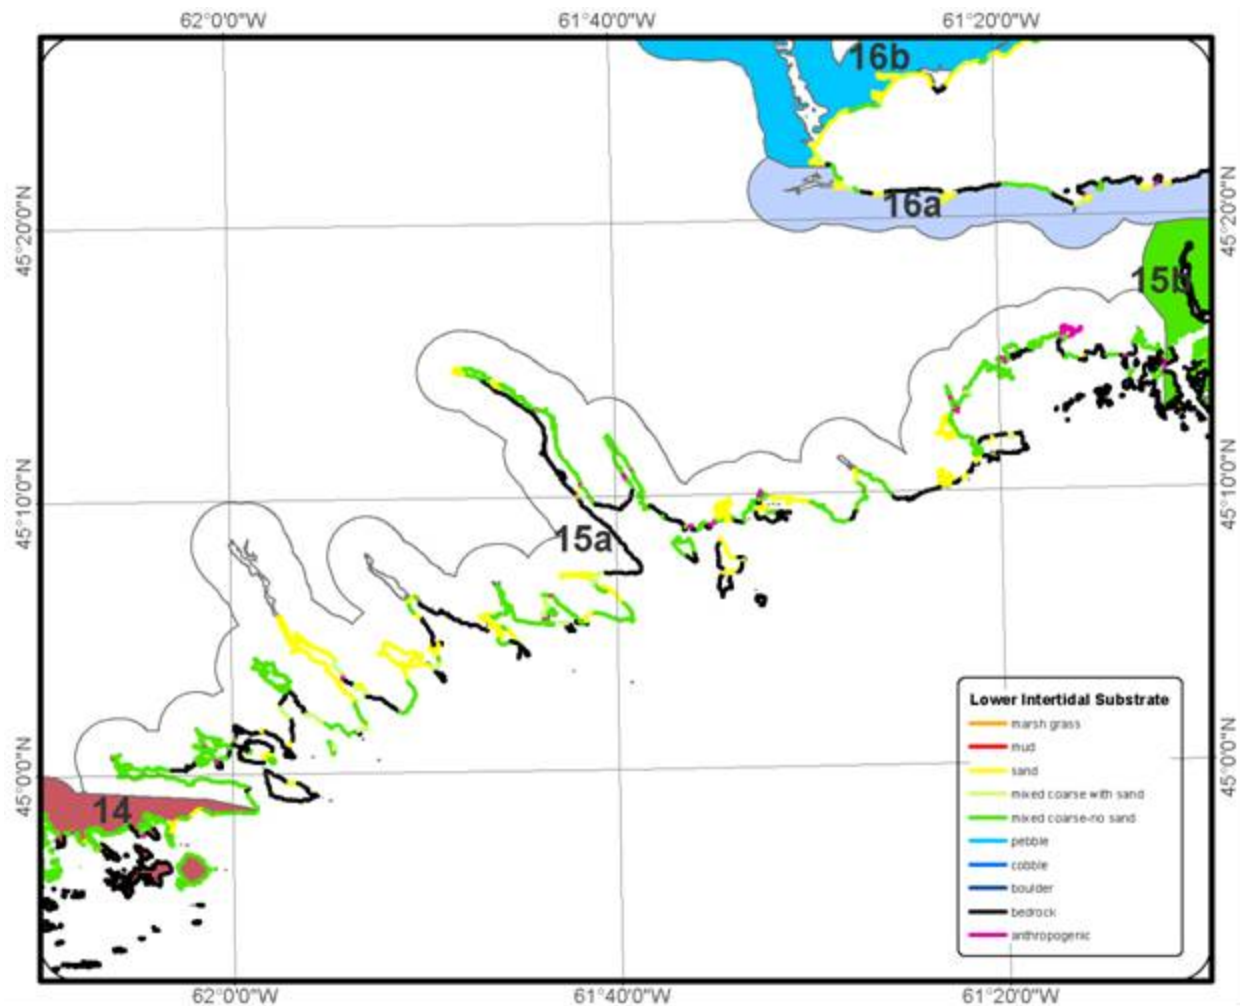 62°0'0"W 61°40'0"W 61°20'0"W
16b
45°20'0"N
16a
45°20'0"N
15b
45°10'0"N
45°10'0"N
15a
45°0'0"N
45°0'0"N
14
Lower Intertidal Substrate
marsh grass
mud
sand
mixed coarse with sand
mixed coarse-no sand
pebble
cobble
boulder
bedrock
anthropogenic
62°0'0"W 61°40'0"W 61°20'0"W